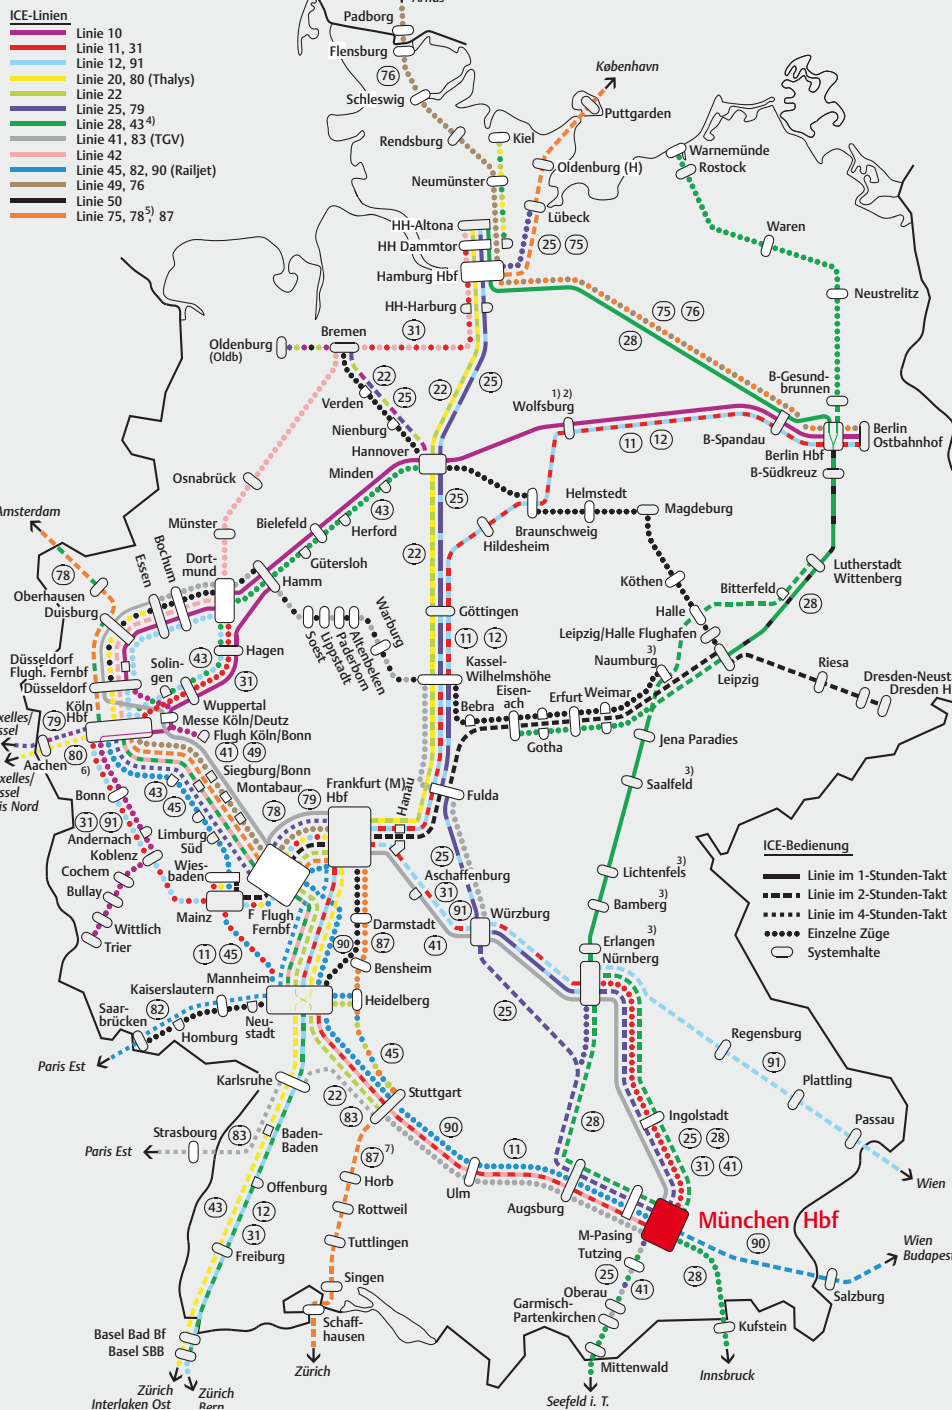 ICE-Linien
Linie 10
Linie 11, 31
Linie 12, 91
Linie 20, 80 (Thalys)
Linie 22
Linie 25, 79
Linie 28, 43⁴⁾
Linie 41, 83 (TGV)
Linie 42
Linie 45, 82, 90 (Railjet)
Linie 49, 76
Linie 50
Linie 75, 78,⁵⁾ 87
Padborg
Flensburg
76
Schleswig
København
Puttgarden
Rendsburg
Kiel
Oldenburg (H)
Neumünster
Warnemünde
Rostock
Lübeck
HH-Altona
HH Dammtor
25
75
Waren
Hamburg Hbf
HH-Harburg
Neustrelitz
75
76
28
31
Bremen
Oldenburg
(Oldb)
22
25
Verden
Nienburg
22
25
B-Gesund-
brunnen
1) 2)
Wolfsburg
11
12
B-Spandau
Berlin
Ostbahnhof
Berlin Hbf
B-Südkreuz
Hannover
Minden
Osnabrück
43
25
Helmstedt
Magdeburg
Braunschweig
Hildesheim
Amsterdam
Münster
Bielefeld
Herford
Gütersloh
22
78
Oberhausen
Duisburg
Essen
Bochum
Dort-
mund
Hamm
Köthen
Bitterfeld
Lutherstadt
Wittenberg
28
Halle
Leipzig/Halle Flughafen
Soest
Lippstadt
Paderborn
Altenbeken
Warburg
Göttingen
11
12
Düsseldorf
Flugh. Fernbf
Düsseldorf
Solin-
gen
43
Hagen
31
Wuppertal
Kassel-
Wilhelmshöhe
Bebra
Eisen-
ach
Gotha
Erfurt
Weimar
Naumburg
3)
Leipzig
Riesa
Dresden-Neust
Dresden H
Köln
Hbf
Messe Köln/Deutz
Flugh Köln/Bonn
79
80
Aachen
6)
41
49
Siegburg/Bonn
Montabaur
Jena Paradies
Saalfeld
3)
Bonn
43
45
78
79
Frankfurt (M)
Hbf
Hanau
Fulda
31
91
Andernach
Koblenz
Cochem
Bullay
Wittlich
Trier
Limburg
Süd
Wies-
baden
Mainz
F Flugh
Fernbf
25
Aschaffenburg
31
91
41
Würzburg
Lichtenfels
3)
Bamberg
3)
Erlangen
3)
Nürnberg
ICE-Bedienung
Linie im 1-Stunden-Takt
Linie im 2-Stunden-Takt
Linie im 4-Stunden-Takt
Einzelne Züge
Systemhalte
11
45
90
Darmstadt
87
Bensheim
Mannheim
Heidelberg
Kaiserslautern
82
Saar-
brücken
Homburg
Neu-
stadt
Paris Est
25
45
Regensburg
91
Plattling
Passau
Wien
Karlsruhe
22
83
Stuttgart
90
11
28
Ingolstadt
25
28
31
41
Strasbourg
Paris Est
83
Baden-
Baden
87
7)
Horb
Ulm
Augsburg
M-Pasing
München Hbf
Offenburg
43
12
31
Freiburg
Rottweil
Tuttlingen
Singen
Schaff-
hausen
Zürich
Tutzing
25
41
Oberau
Garmisch-
Partenkirchen
Mittenwald
Seefeld i. T.
28
Kufstein
Innsbruck
90
Salzburg
Wien
Budapest
Basel Bad Bf
Basel SBB
Zürich
Interlaken Ost
Zürich
Bern